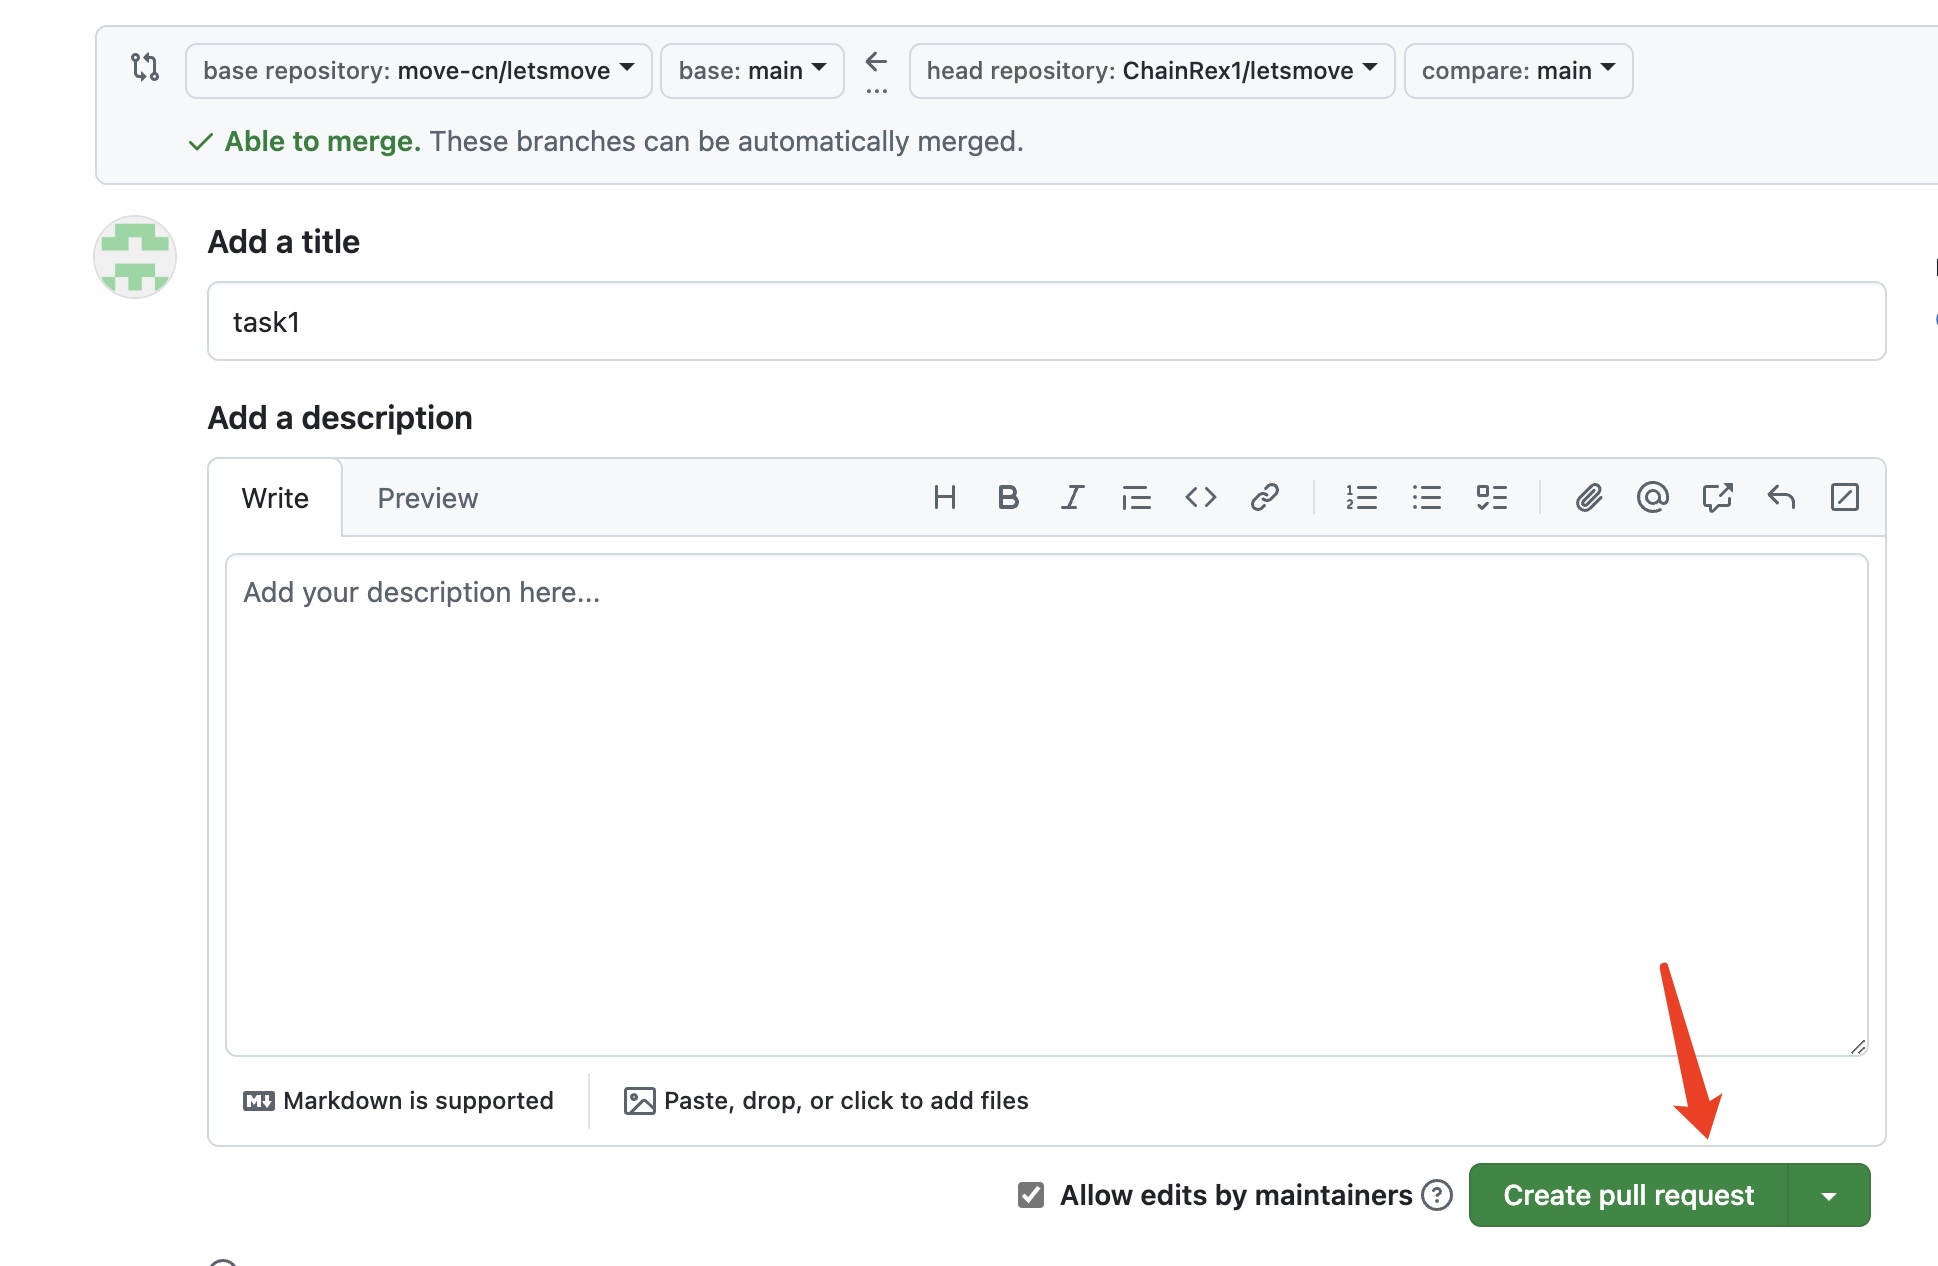 base repository: move-cn/letsmove base: main ... head repository: ChainRex1/letsmove compare: main
Able to merge. These branches can be automatically merged.
Add a title
task1
Add a description
Write Preview
Add your description here...
Markdown is supported Paste, drop, or click to add files
Allow edits by maintainers Create pull request